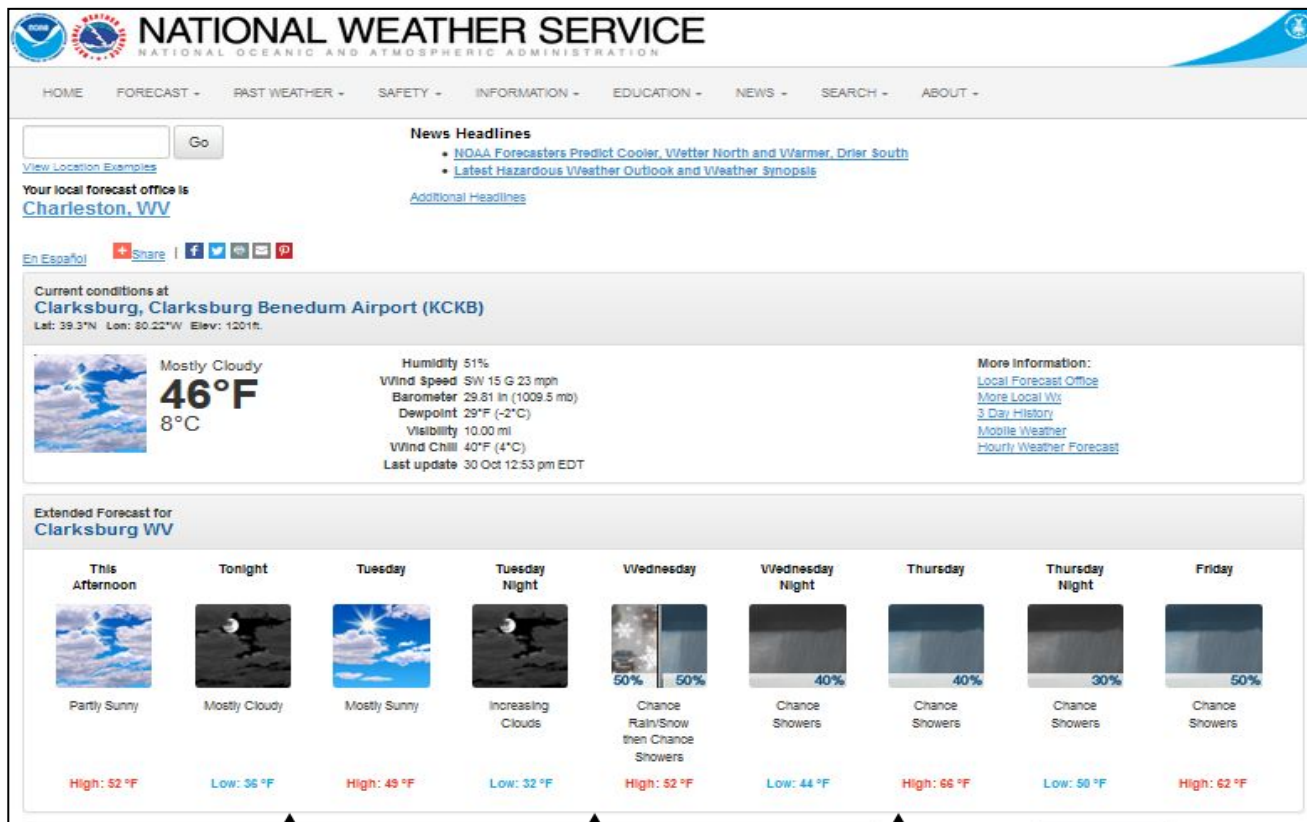 NATIONAL WEATHER SERVICE
NATIONAL OCEANIC AND ATMOSPHERIC ADMINISTRATION
HOME FORECAST PAST WEATHER SAFETY INFORMATION EDUCATION NEWS SEARCH ABOUT
Go
View Location Examples
Your local forecast office is
Charleston, WV
News Headlines
• NOAA Forecasters Predict Cooler, Wetter North and Warmer, Drier South
• Latest Hazardous Weather Outlook and Weather Synopsis
Additional Headlines
En Español Share |
Current conditions at
Clarksburg, Clarksburg Benedum Airport (KCKB)
Lat: 39.3°N Lon: 80.22°W Elev: 1201ft.
Mostly Cloudy
46°F
8°C
Humidity 51%
Wind Speed SW 15 G 23 mph
Barometer 29.81 in (1009.5 mb)
Dewpoint 29°F (-2°C)
Visibility 10.00 mi
Wind Chill 40°F (4°C)
Last update 30 Oct 12:53 pm EDT
More Information:
Local Forecast Office
More Local Wx
3 Day History
Mobile Weather
Hourly Weather Forecast
Extended Forecast for
Clarksburg WV
This Afternoon
Partly Sunny
High: 52 °F
Tonight
Mostly Cloudy
Low: 36 °F
Tuesday
Mostly Sunny
High: 49 °F
Tuesday Night
Increasing Clouds
Low: 32 °F
Wednesday
50% 50%
Chance Rain/Snow then Chance Showers
High: 52 °F
Wednesday Night
40%
Chance Showers
Low: 44 °F
Thursday
40%
Chance Showers
High: 66 °F
Thursday Night
30%
Chance Showers
Low: 50 °F
Friday
50%
Chance Showers
High: 62 °F